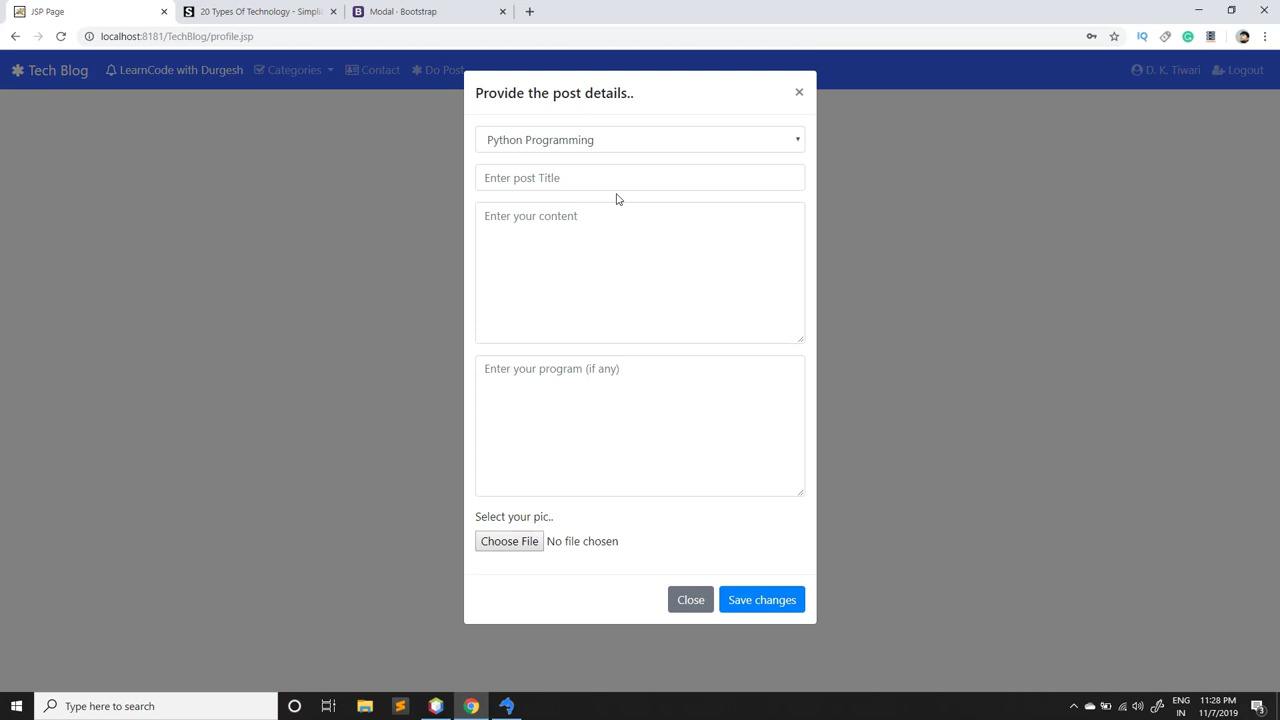 JSP Page
20 Types Of Technology - Simpli
Modal · Bootstrap
localhost:8181/TechBlog/profile.jsp
Tech Blog
LearnCode with Durgesh
Categories
Contact
Do Post
D. K. Tiwari
Logout
Provide the post details..
×
Python Programming
Enter post Title
Enter your content
Enter your program (if any)
Select your pic..
Choose File No file chosen
Close
Save changes
Type here to search
ENG
IN
11:28 PM
11/7/2019
3